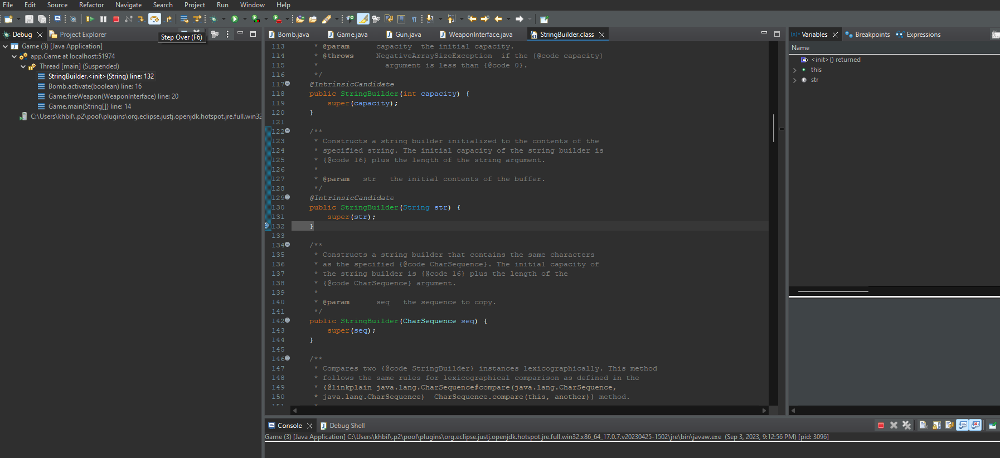 File Edit Source Refactor Navigate Search Project Run Window Help
Debug Project Explorer
Step Over (F6)
Game (3) [Java Application]
app.Game at localhost:51974
Thread [main] (Suspended)
StringBuilder.<init>(String) line: 132
Bomb.activate(boolean) line: 16
Game.fireWeapon(WeaponInterface) line: 20
Game.main(String[]) line: 14
C:\Users\khbil\.p2\pool\plugins\org.eclipse.justj.openjdk.hotspot.jre.full.win32
Bomb.java Game.java Gun.java WeaponInterface.java StringBuilder.class
113 * @param capacity the initial capacity.
114 * @throws NegativeArraySizeException if the {@code capacity}
115 * argument is less than {@code 0}.
116 */
117 @IntrinsicCandidate
118 public StringBuilder(int capacity) {
119 super(capacity);
120 }
121
122 /**
123 * Constructs a string builder initialized to the contents of the
124 * specified string. The initial capacity of the string builder is
125 * {@code 16} plus the length of the string argument.
126 *
127 * @param str the initial contents of the buffer.
128 */
129 @IntrinsicCandidate
130 public StringBuilder(String str) {
131 super(str);
132 }
133
134 /**
135 * Constructs a string builder that contains the same characters
136 * as the specified {@code CharSequence}. The initial capacity of
137 * the string builder is {@code 16} plus the length of the
138 * {@code CharSequence} argument.
139 *
140 * @param seq the sequence to copy.
141 */
142 public StringBuilder(CharSequence seq) {
143 super(seq);
144 }
145
146 /**
147 * Compares two {@code StringBuilder} instances lexicographically. This method
148 * follows the same rules for lexicographical comparison as defined in the
149 * {@linkplain java.lang.CharSequence#compare(java.lang.CharSequence,
150 * java.lang.CharSequence) CharSequence.compare(this, another)} method.
Variables Breakpoints Expressions
Name
<init>() returned
this
str
Console Debug Shell
Game (3) [Java Application] C:\Users\khbil\.p2\pool\plugins\org.eclipse.justj.openjdk.hotspot.jre.full.win32.x86_64_17.0.7.v20230425-1502\jre\bin\javaw.exe (Sep 3, 2023, 9:12:56 PM) [pid: 3096]